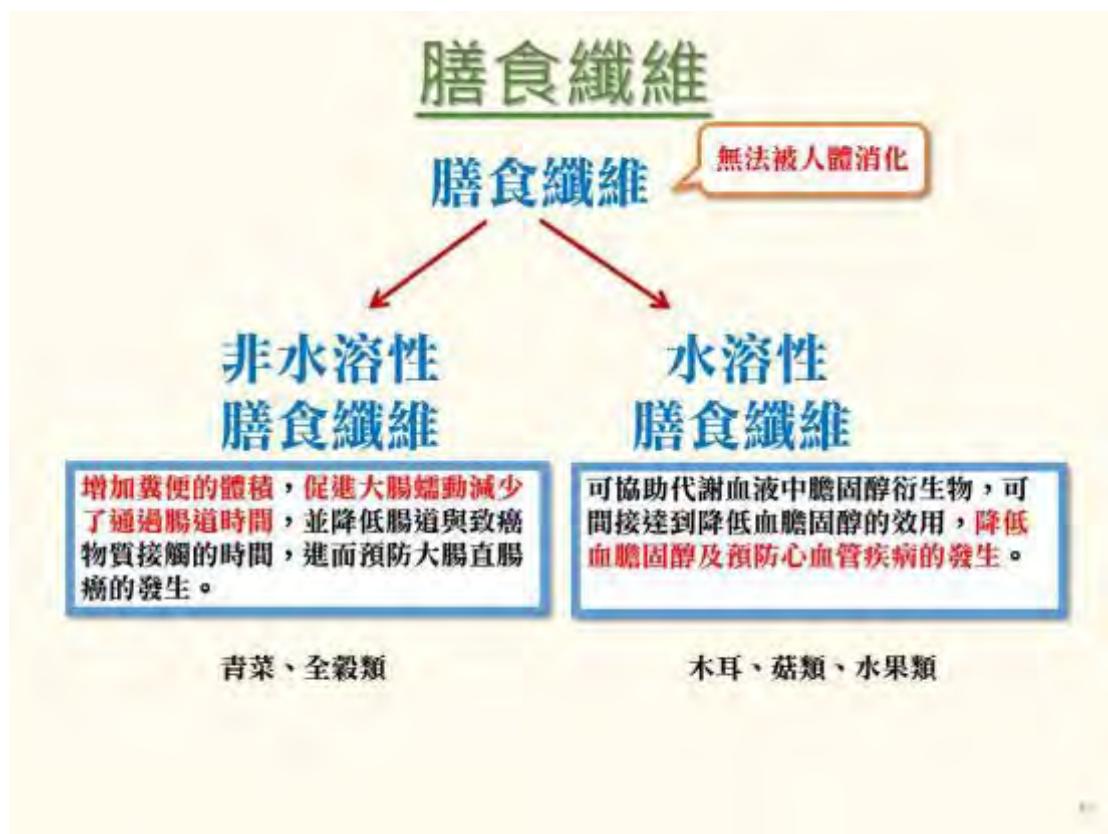 膳食纖維
膳食纖維
無法被人體消化
非水溶性
膳食纖維
增加糞便的體積，促進大腸蠕動減少
了通過腸道時間，並降低腸道與致癌
物質接觸的時間，進而預防大腸直腸
癌的發生。
青菜、全穀類
水溶性
膳食纖維
可協助代謝血液中膽固醇衍生物，可
間接達到降低血膽固醇的效用，降低
血膽固醇及預防心血管疾病的發生。
木耳、菇類、水果類